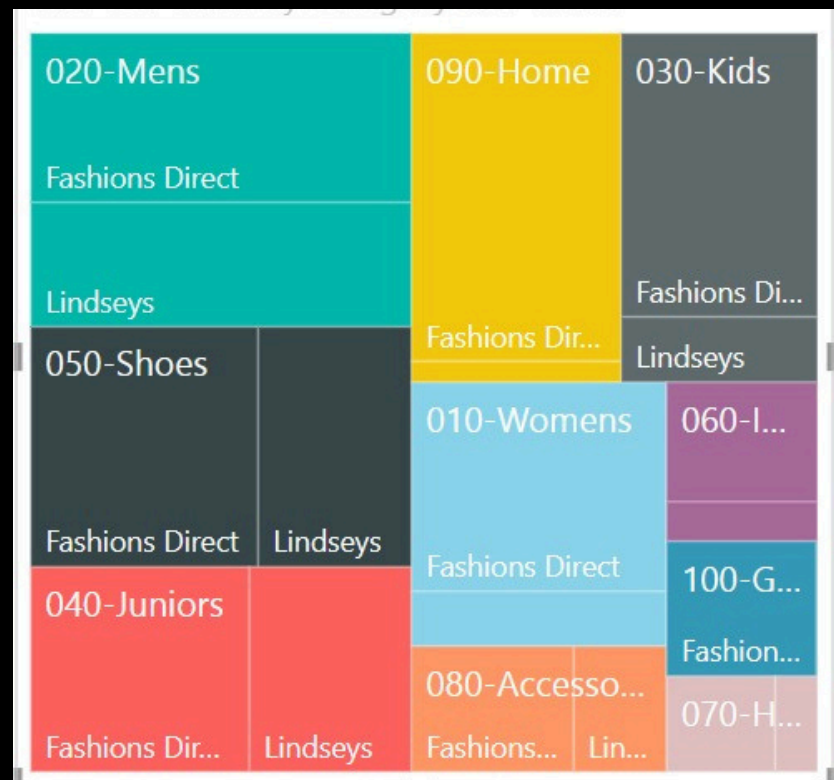 020-Mens
Fashions Direct
Lindseys
090-Home
Fashions Dir...
030-Kids
Fashions Di...
Lindseys
050-Shoes
Fashions Direct
Lindseys
010-Womens
Fashions Direct
060-I...
040-Juniors
Fashions Dir...
Lindseys
080-Accesso...
Fashions...
Lin...
100-G...
Fashion...
070-H...